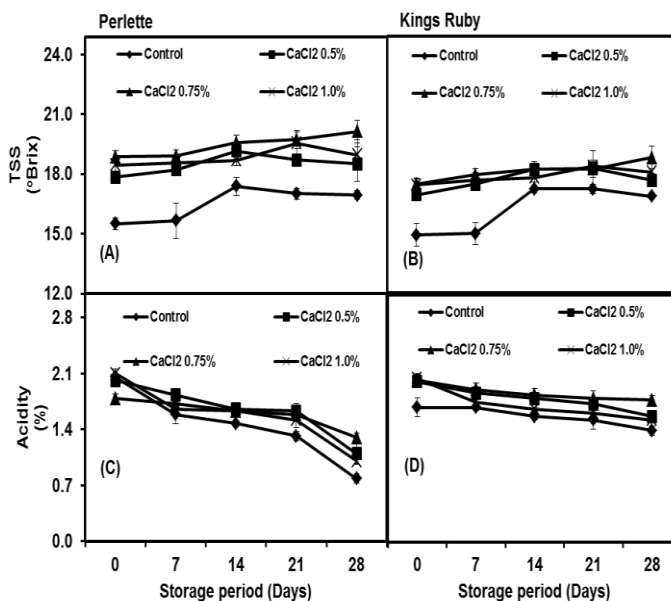 Perlette
Kings Ruby
24.0
21.0
18.0
15.0
12.0
TSS
(°Brix)
Control
CaCl2 0.5%
CaCl2 0.75%
CaCl2 1.0%
(A)
Control
CaCl2 0.5%
CaCl2 0.75%
CaCl2 1.0%
(B)
2.8
2.1
1.4
0.7
0.0
Acidity
(%)
Control
CaCl2 0.5%
CaCl2 0.75%
CaCl2 1.0%
(C)
Control
CaCl2 0.5%
CaCl2 0.75%
CaCl2 1.0%
(D)
0 7 14 21 28
Storage period (Days)
0 7 14 21 28
Storage period (Days)